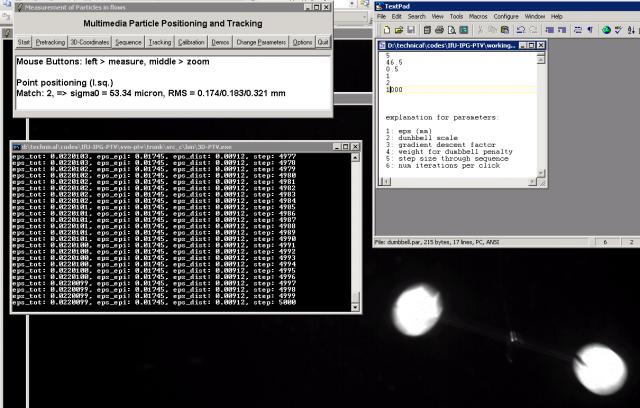 Measurement of Particles in flows
Multimedia Particle Positioning and Tracking
Start Pretracking 3D-Coordinates Sequence Tracking Calibration Demos Change Parameters Options Quit
Mouse Buttons: left > measure, middle > zoom
Point positioning (l.sq.)
Match: 2, => sigma0 = 53.34 micron, RMS = 0.174/0.183/0.321 mm
d:\technical\codes\IfU-IPG-PTV\svn-ptv\trunk\src_c\bin\3D-PTV.exe
eps_tot: 0.0220103, eps_epi: 0.01745, eps_dist: 0.00912, step: 4977
eps_tot: 0.0220102, eps_epi: 0.01745, eps_dist: 0.00912, step: 4978
eps_tot: 0.0220102, eps_epi: 0.01745, eps_dist: 0.00912, step: 4979
eps_tot: 0.0220102, eps_epi: 0.01745, eps_dist: 0.00912, step: 4980
eps_tot: 0.0220102, eps_epi: 0.01745, eps_dist: 0.00912, step: 4981
eps_tot: 0.0220102, eps_epi: 0.01745, eps_dist: 0.00912, step: 4982
eps_tot: 0.0220102, eps_epi: 0.01745, eps_dist: 0.00912, step: 4983
eps_tot: 0.0220101, eps_epi: 0.01745, eps_dist: 0.00912, step: 4984
eps_tot: 0.0220101, eps_epi: 0.01745, eps_dist: 0.00912, step: 4985
eps_tot: 0.0220101, eps_epi: 0.01745, eps_dist: 0.00912, step: 4986
eps_tot: 0.0220101, eps_epi: 0.01745, eps_dist: 0.00912, step: 4987
eps_tot: 0.0220101, eps_epi: 0.01745, eps_dist: 0.00912, step: 4988
eps_tot: 0.0220101, eps_epi: 0.01745, eps_dist: 0.00912, step: 4989
eps_tot: 0.0220100, eps_epi: 0.01745, eps_dist: 0.00912, step: 4990
eps_tot: 0.0220100, eps_epi: 0.01745, eps_dist: 0.00912, step: 4991
eps_tot: 0.0220100, eps_epi: 0.01745, eps_dist: 0.00912, step: 4992
eps_tot: 0.0220100, eps_epi: 0.01745, eps_dist: 0.00912, step: 4993
eps_tot: 0.0220100, eps_epi: 0.01745, eps_dist: 0.00912, step: 4994
eps_tot: 0.0220100, eps_epi: 0.01745, eps_dist: 0.00912, step: 4995
eps_tot: 0.0220100, eps_epi: 0.01745, eps_dist: 0.00912, step: 4996
eps_tot: 0.0220099, eps_epi: 0.01745, eps_dist: 0.00912, step: 4997
eps_tot: 0.0220099, eps_epi: 0.01745, eps_dist: 0.00912, step: 4998
eps_tot: 0.0220099, eps_epi: 0.01745, eps_dist: 0.00912, step: 4999
eps_tot: 0.0220099, eps_epi: 0.01745, eps_dist: 0.00912, step: 5000
TextPad
File Edit Search View Tools Macros Configure Window Help
D:\technical\codes\IfU-IPG-PTV\working...
5
46.5
0.5
1
2
1000
explanation for parameters:
1: eps (mm)
2: dumbbell scale
3: gradient descent factor
4: weight for dumbbell penalty
5: step size through sequence
6: num iterations per click
File: dumbbell.par, 215 bytes, 17 lines, PC, ANSI
6 2